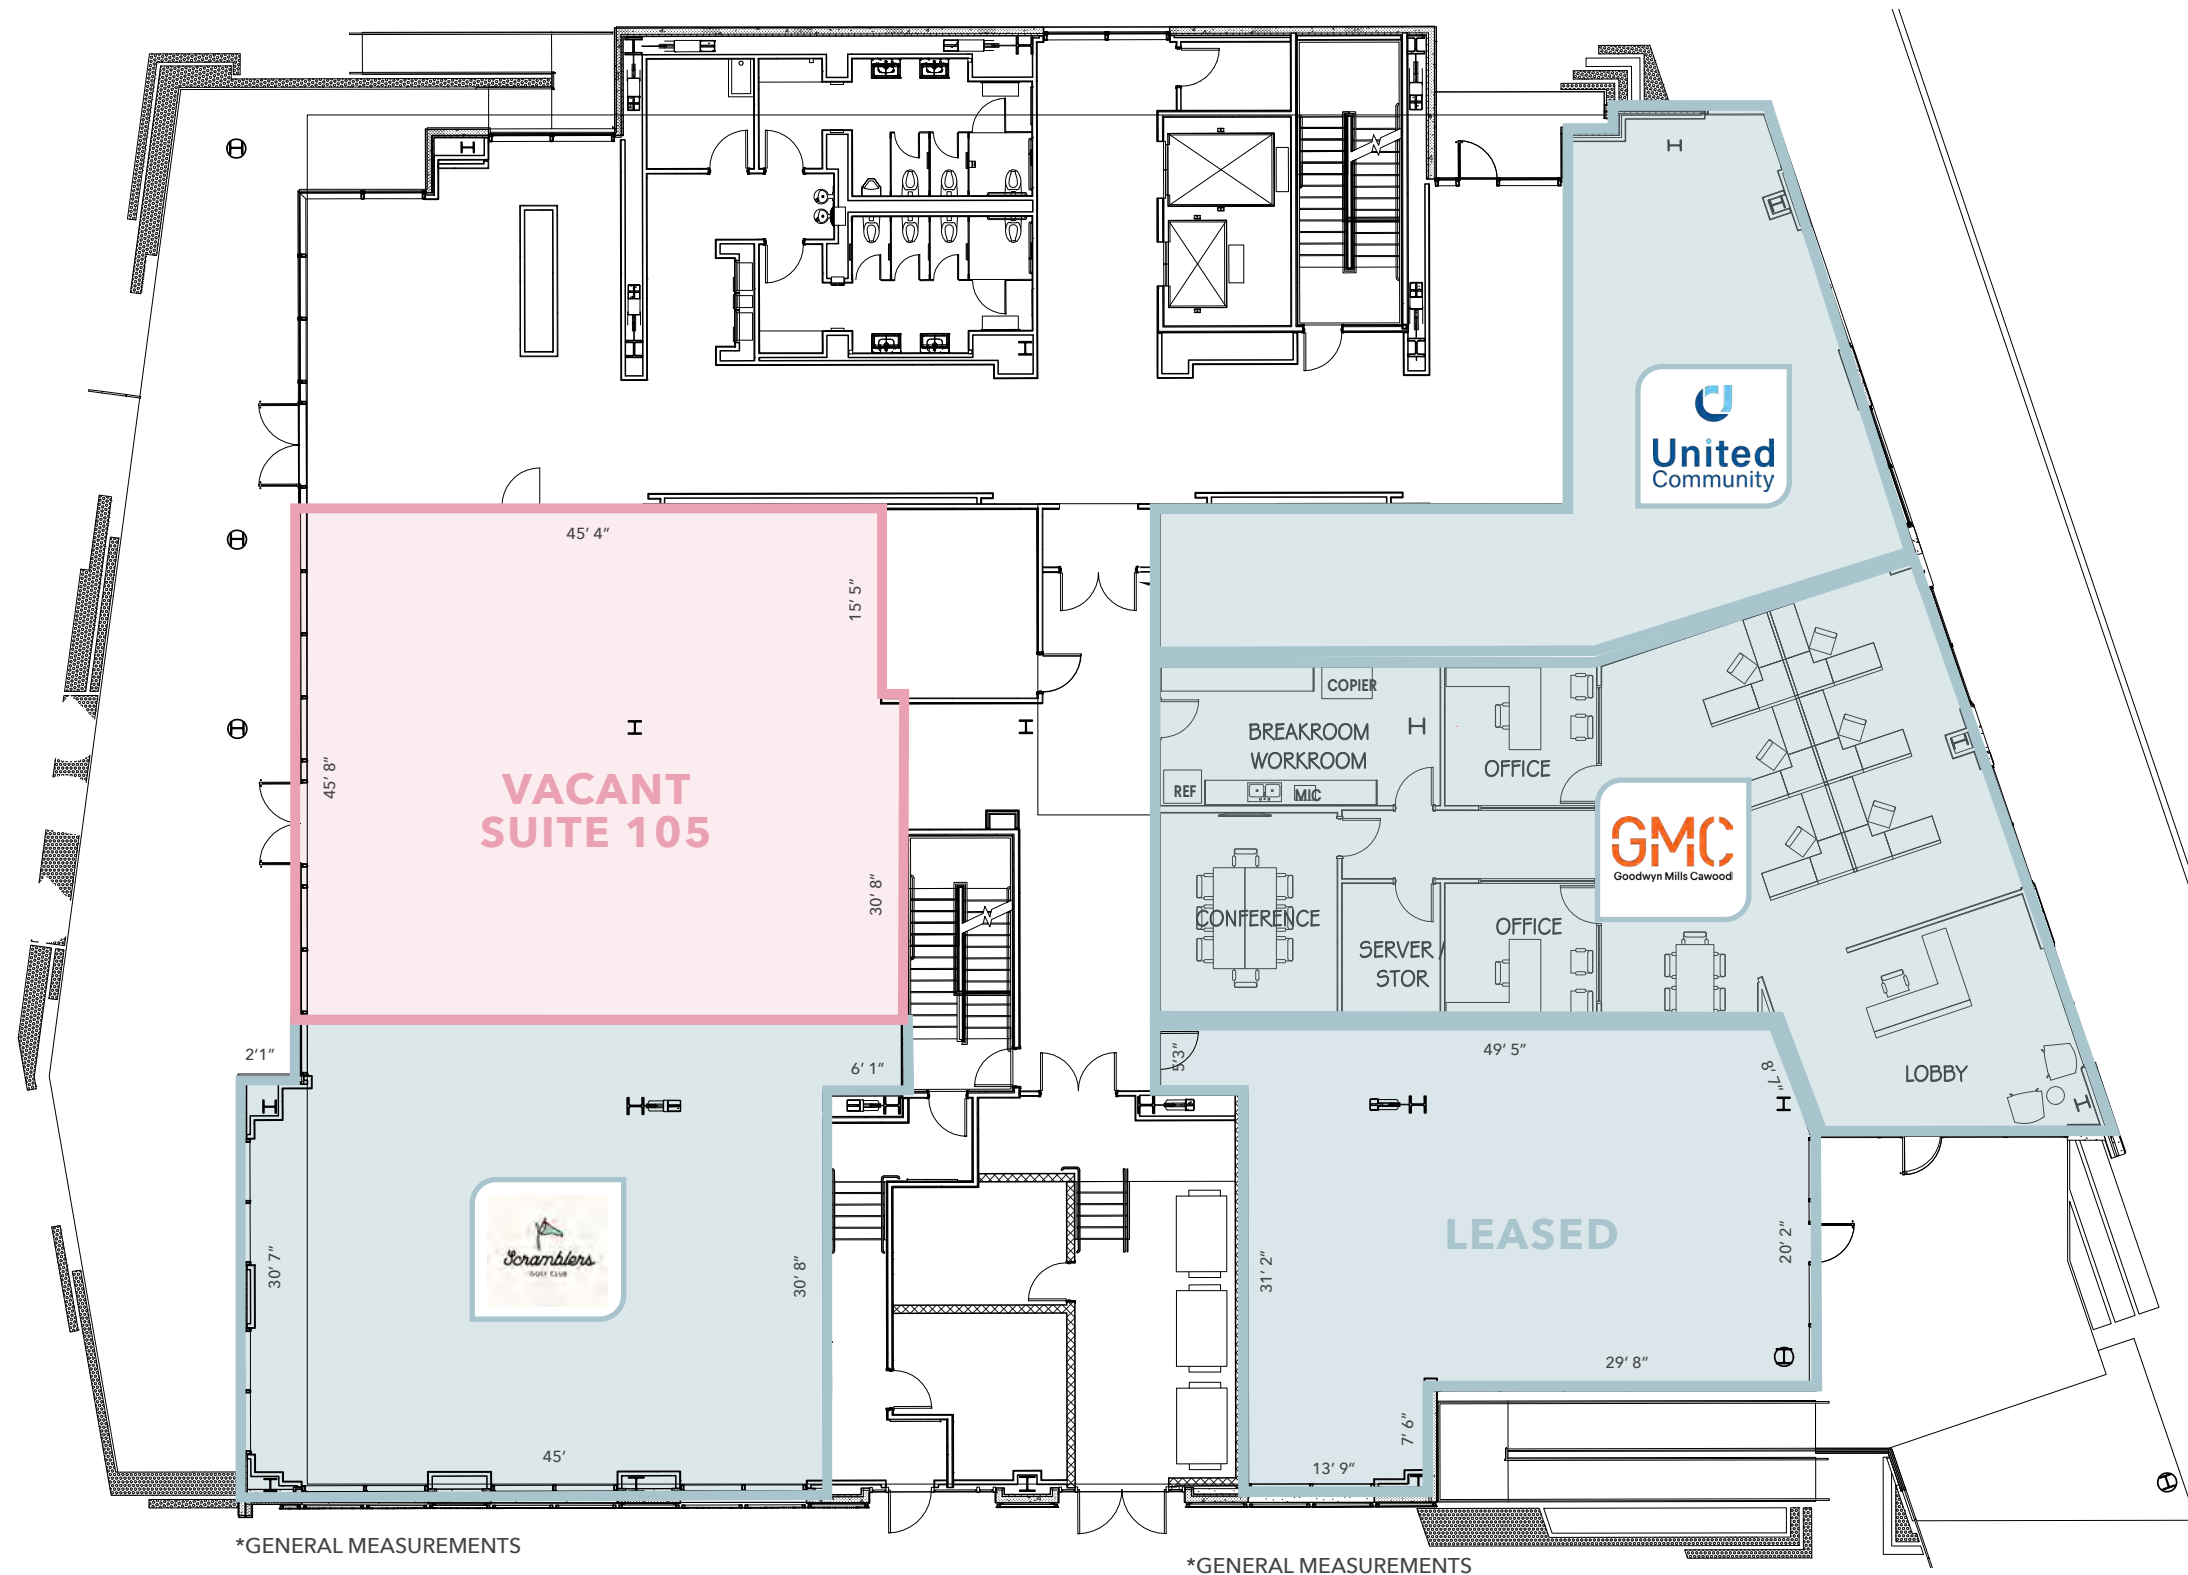 United
Community
45' 4"
15' 5"
COPIER
BREAKROOM
WORKROOM
OFFICE
REF
MIC
45' 8"
VACANT
SUITE 105
GMC
Goodwyn Mills Cawood
30' 8"
CONFERENCE
OFFICE
SERVER /
STOR
2'1"
6' 1"
5'3"
49' 5"
8' 7"
LOBBY
Scramblers
GOLF CLUB
30' 7"
30' 8"
31' 2"
LEASED
20' 2"
29' 8"
7' 6"
45'
13' 9"
*GENERAL MEASUREMENTS
*GENERAL MEASUREMENTS